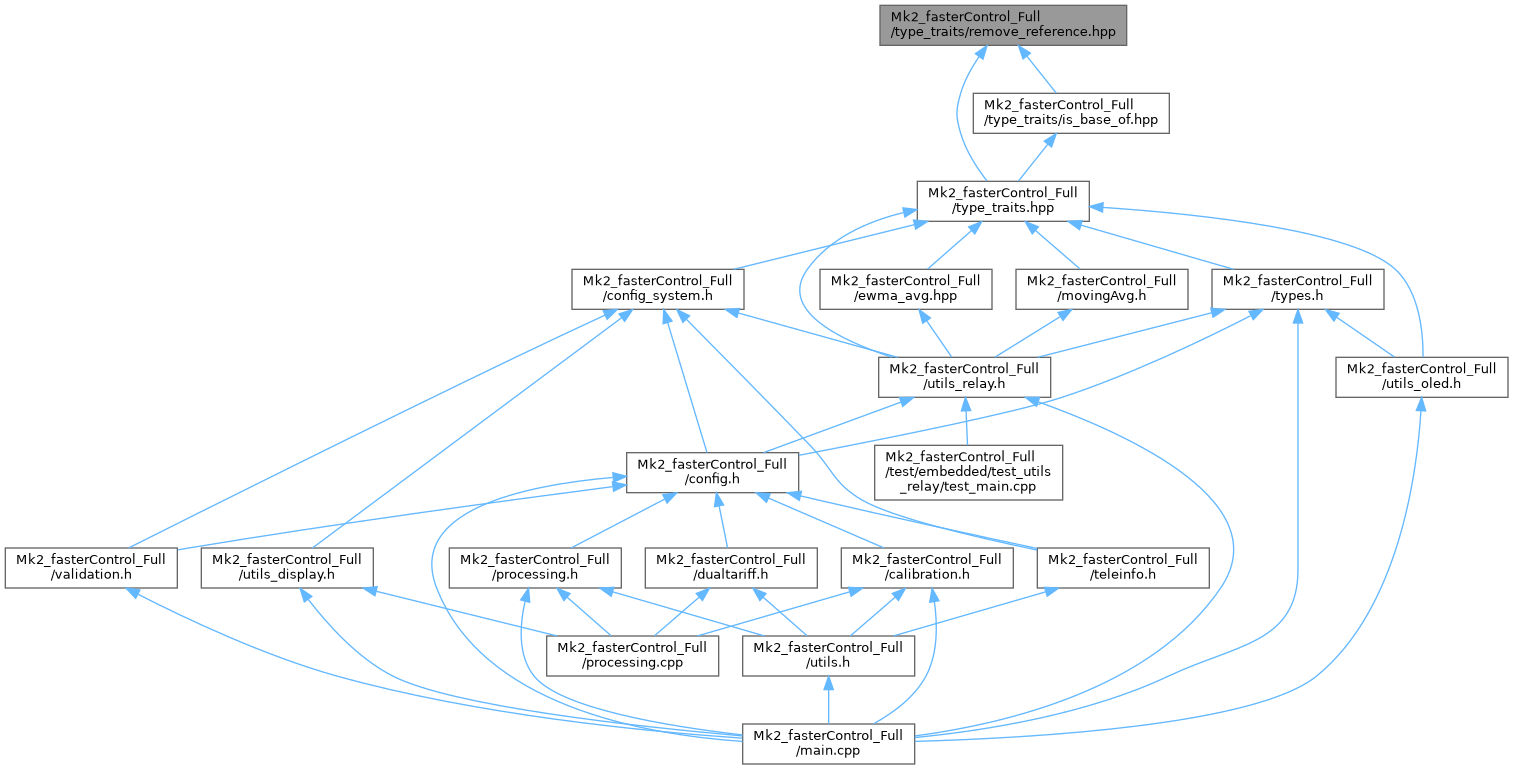 Mk2_fasterControl_Full
/type_traits/remove_reference.hpp
Mk2_fasterControl_Full
/type_traits/is_base_of.hpp
Mk2_fasterControl_Full
/type_traits.hpp
Mk2_fasterControl_Full
/config_system.h
Mk2_fasterControl_Full
/ewma_avg.hpp
Mk2_fasterControl_Full
/movingAvg.h
Mk2_fasterControl_Full
/types.h
Mk2_fasterControl_Full
/utils_relay.h
Mk2_fasterControl_Full
/utils_oled.h
Mk2_fasterControl_Full
/config.h
Mk2_fasterControl_Full
/test/embedded/test_utils
_relay/test_main.cpp
Mk2_fasterControl_Full
/validation.h
Mk2_fasterControl_Full
/utils_display.h
Mk2_fasterControl_Full
/processing.h
Mk2_fasterControl_Full
/dualtariff.h
Mk2_fasterControl_Full
/calibration.h
Mk2_fasterControl_Full
/teleinfo.h
Mk2_fasterControl_Full
/processing.cpp
Mk2_fasterControl_Full
/utils.h
Mk2_fasterControl_Full
/main.cpp